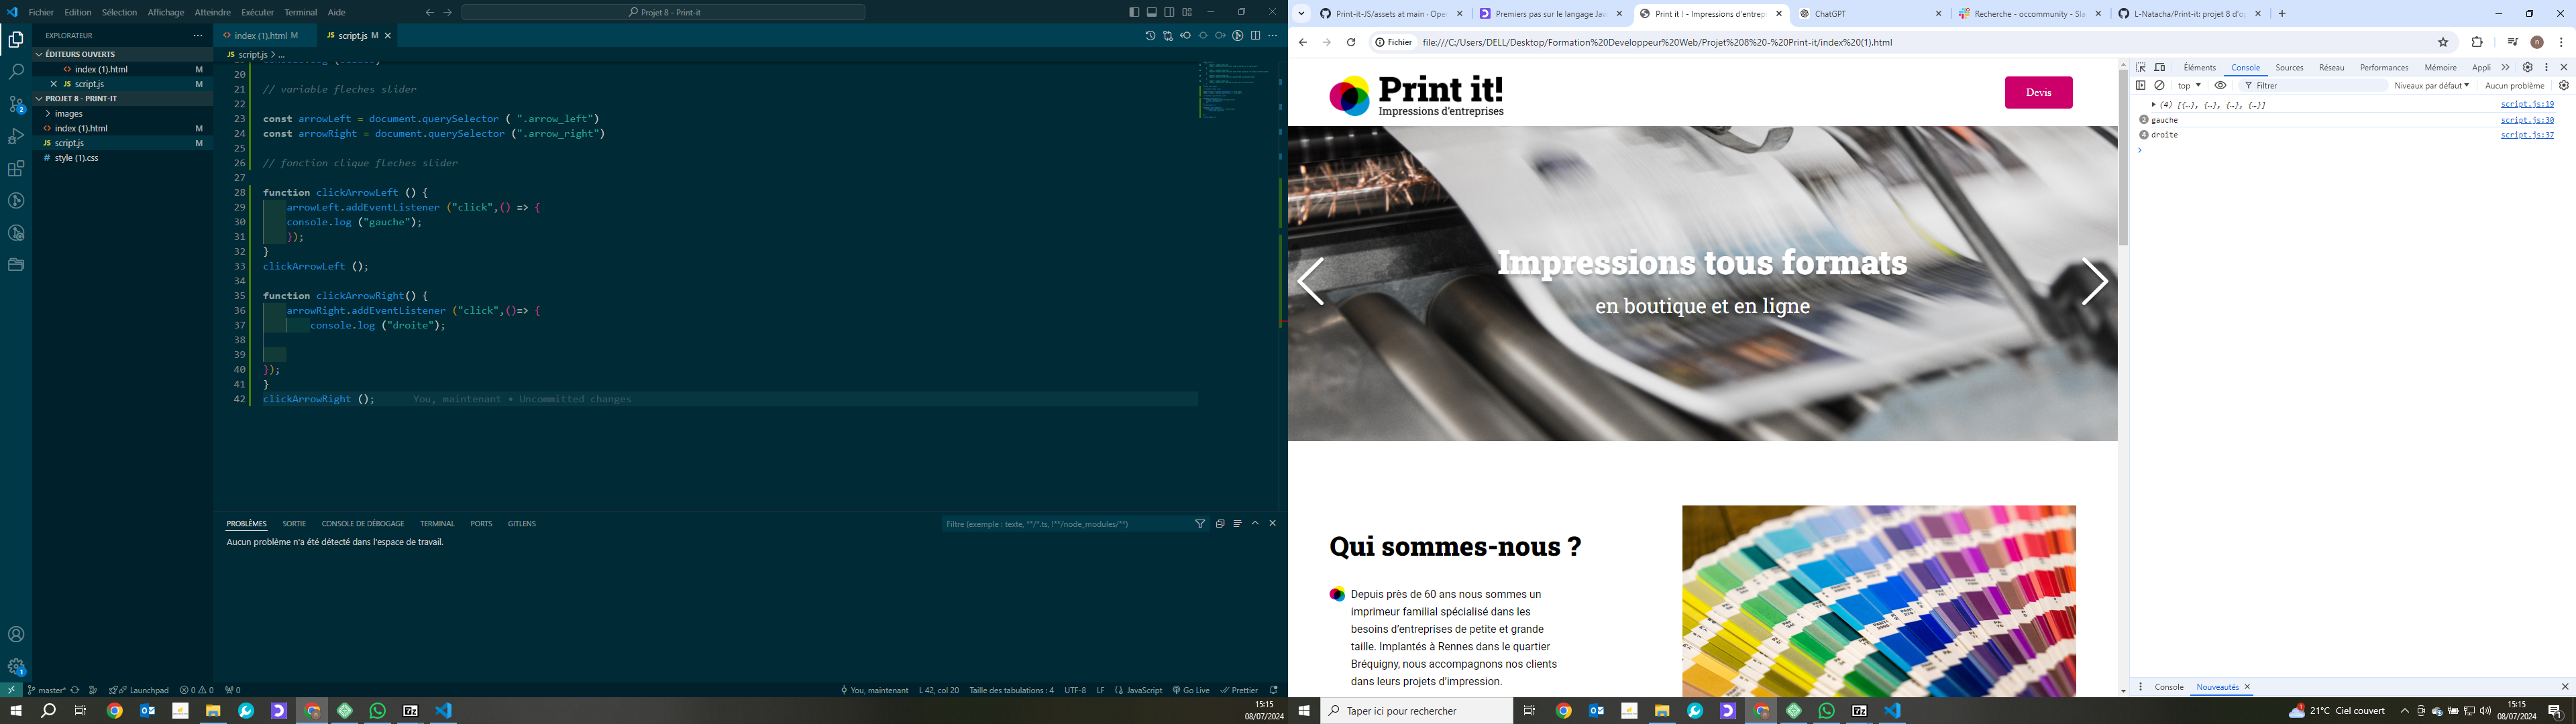 Fichier Edition Sélection Affichage Atteindre Exécuter Terminal Aide
Projet 8 - Print-it
EXPLORATEUR
ÉDITEURS OUVERTS
index (1).html M
script.js M
PROJET 8 - PRINT-IT
images
index (1).html M
script.js M
style (1).css
index (1).html M
JS script.js M
JS script.js > ...
20
21 // variable fleches slider
22
23 const arrowLeft = document.querySelector ( ".arrow_left")
24 const arrowRight = document.querySelector (".arrow_right")
25
26 // fonction clique fleches slider
27
28 function clickArrowLeft () {
29 arrowLeft.addEventListener ("click",() => {
30 console.log ("gauche");
31 });
32 }
33 clickArrowLeft ();
34
35 function clickArrowRight() {
36 arrowRight.addEventListener ("click",()=> {
37 console.log ("droite");
38
39
40 });
41 }
42 clickArrowRight (); You, maintenant • Uncommitted changes
PROBLÈMES SORTIE CONSOLE DE DÉBOGAGE TERMINAL PORTS GITLENS
Filtre (exemple : texte, **/*.ts, !**/node_modules/**)
Aucun problème n'a été détecté dans l'espace de travail.
master* Launchpad 0 0 0
You, maintenant L 42, col 20 Taille des tabulations : 4 UTF-8 LF JavaScript Go Live Prettier
15:15
08/07/2024
Print-it-JS/assets at main · Ope
Premiers pas sur le langage Jav
Print it ! - Impressions d'entrep
ChatGPT
Recherche - occommunity - Sla
L-Natacha/Print-it: projet 8 d'o
Fichier file:///C:/Users/DELL/Desktop/Formation%20Developpeur%20Web/Projet%208%20-%20Print-it/index%20(1).html
Print it!
Impressions d'entreprises
Devis
Impressions tous formats
en boutique et en ligne
Qui sommes-nous ?
Depuis près de 60 ans nous sommes un
imprimeur familial spécialisé dans les
besoins d'entreprises de petite et grande
taille. Implantés à Rennes dans le quartier
Bréquigny, nous accompagnons nos clients
dans leurs projets d'impression.
Éléments Console Sources Réseau Performances Mémoire Appli
top Filtrer Niveaux par défaut Aucun problème
(4) [{…}, {…}, {…}, {…}] script.js:19
2 gauche script.js:30
4 droite script.js:37
Console Nouveautés
Taper ici pour rechercher
21°C Ciel couvert
15:15
08/07/2024